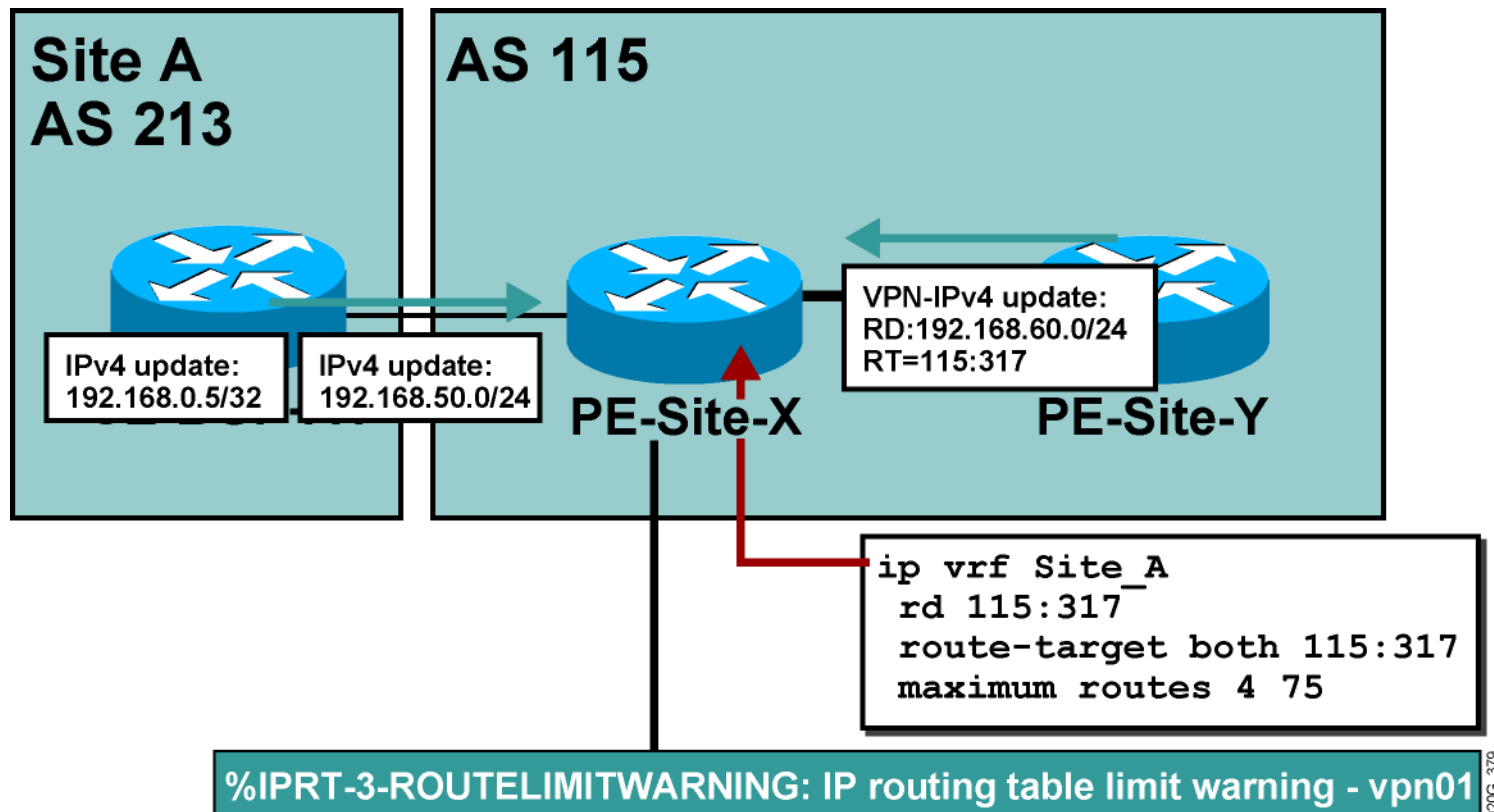 Site A
AS 213
AS 115
IPv4 update:
192.168.0.5/32
IPv4 update:
192.168.50.0/24
VPN-IPv4 update:
RD:192.168.60.0/24
RT=115:317
PE-Site-X
PE-Site-Y
ip vrf Site_A
rd 115:317
route-target both 115:317
maximum routes 4 75
%IPRT-3-ROUTELIMITWARNING: IP routing table limit warning - vpn01